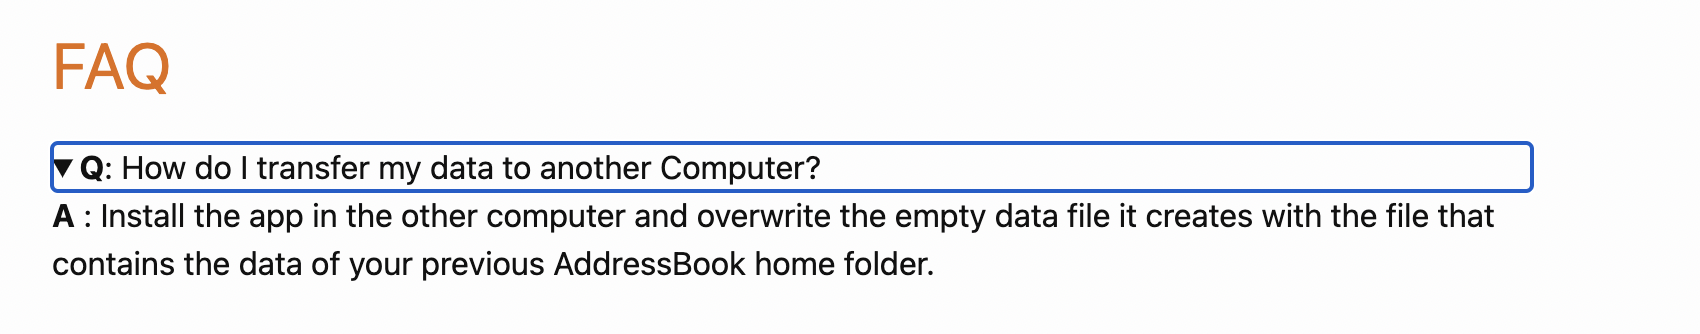 FAQ
▼ Q: How do I transfer my data to another Computer?
A : Install the app in the other computer and overwrite the empty data file it creates with the file that
contains the data of your previous AddressBook home folder.